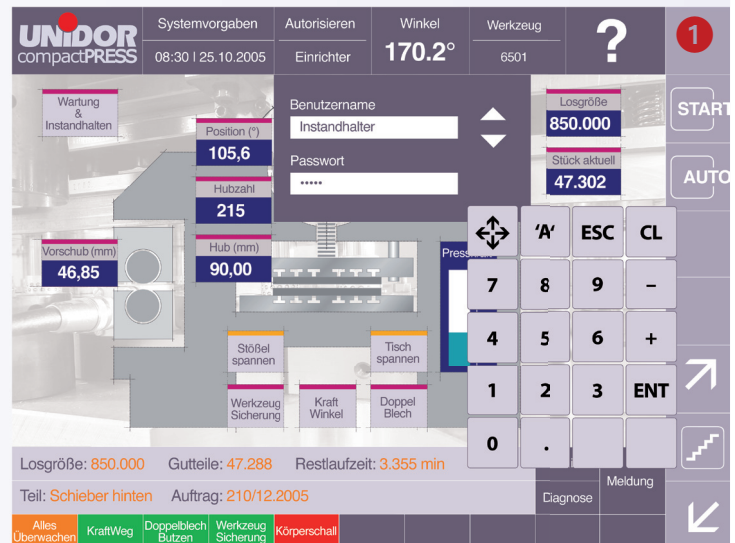 UNIDOR
compactPRESS
Systemvorgaben
08:30 | 25.10.2005
Autorisieren
Einrichter
Winkel
170.2°
Werkzeug
6501
?
1
Wartung
&
Instandhalten
Position (°)
105,6
Hubzahl
215
Hub (mm)
90,00
Vorschub (mm)
46,85
Benutzername
Instandhalter
Passwort
•••••
Losgröße
850.000
Stück aktuell
47.302
START
AUTO
'A' ESC CL
7 8 9 –
4 5 6 +
1 2 3 ENT
0 .
Stößel
spannen
Tisch
spannen
Werkzeug
Sicherung
Kraft
Winkel
Doppel
Blech
Losgröße: 850.000 Gutteile: 47.288 Restlaufzeit: 3.355 min
Teil: Schieber hinten Auftrag: 210/12.2005
Diagnose
Meldung
Alles
Überwachen
KraftWeg
Doppelblech
Butzen
Werkzeug
Sicherung
Körperschall